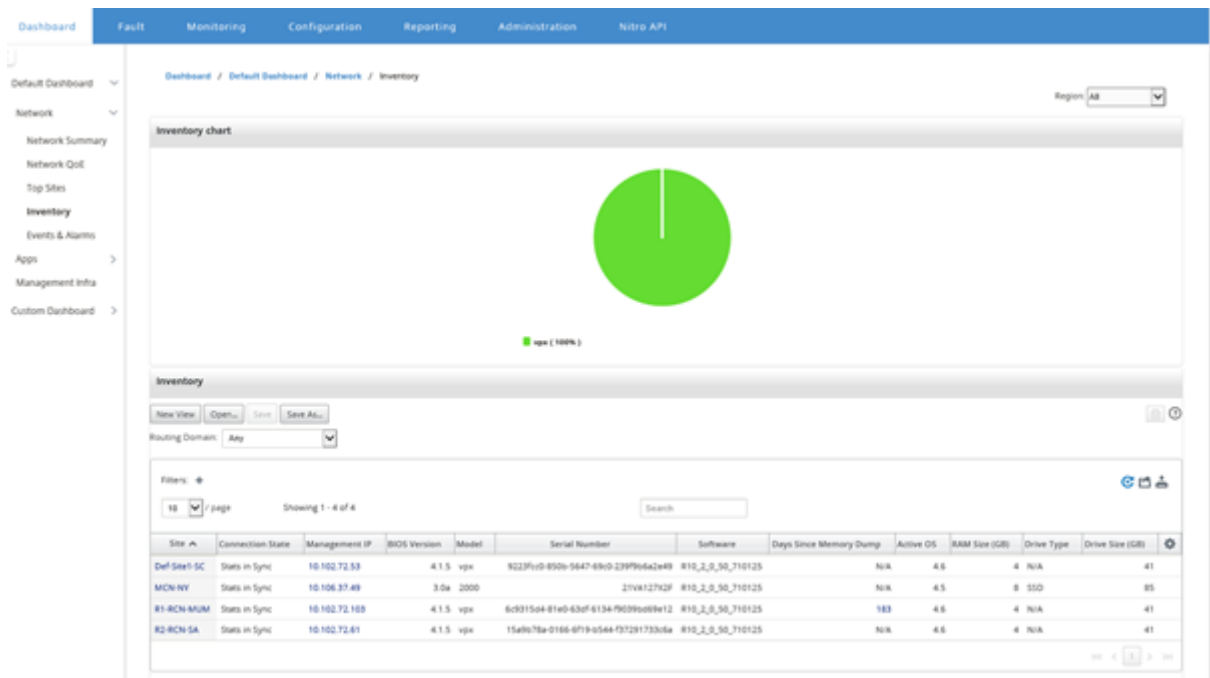 Dashboard Fault Monitoring Configuration Reporting Administration Nitro API
Default Dashboard
Network
Network Summary
Network QoE
Top Sites
Inventory
Events & Alarms
Apps
Management Infra
Custom Dashboard
Dashboard / Default Dashboard / Network / Inventory
Region: All
Inventory chart
vpx ( 100% )
Inventory
New View Open... Save Save As...
Routing Domain: Any
Filters: +
10 / page Showing 1 - 4 of 4 Search
Site Connection State Management IP BIOS Version Model Serial Number Software Days Since Memory Dump Active OS RAM Size (GB) Drive Type Drive Size (GB)
Def-Site1-SC Stats in Sync 10.102.72.53 4.1.5 vpx R10_2_0_50_710125 N/A 4.6 4 N/A 41
MCN-NY Stats in Sync 10.106.37.49 3.0a 2000 R10_2_0_50_710125 N/A 4.5 8 SSD 85
R1-RCN-MUM Stats in Sync 10.102.72.103 4.1.5 vpx R10_2_0_50_710125 183 4.6 4 N/A 41
R2-RCN-SA Stats in Sync 10.102.72.61 4.1.5 vpx R10_2_0_50_710125 N/A 4.6 4 N/A 41
1